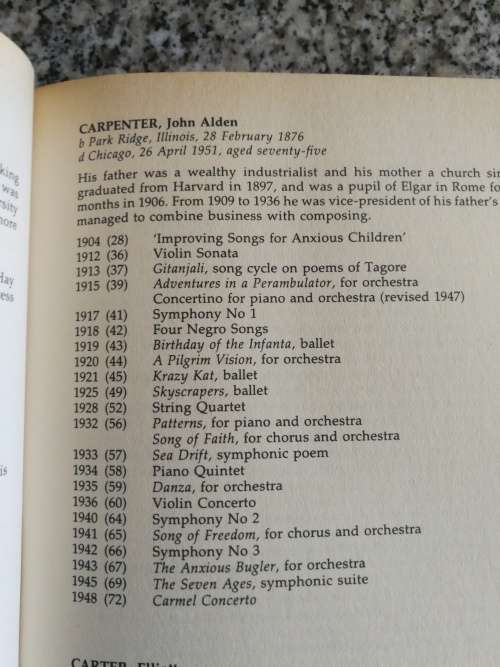 king
was
rsity
more
Hay
ess
is
CARPENTER, John Alden
b Park Ridge, Illinois, 28 February 1876
d Chicago, 26 April 1951, aged seventy-five
His father was a wealthy industrialist and his mother a church sin
graduated from Harvard in 1897, and was a pupil of Elgar in Rome fo
months in 1906. From 1909 to 1936 he was vice-president of his father's
managed to combine business with composing.
1904 (28) 'Improving Songs for Anxious Children'
1912 (36) Violin Sonata
1913 (37) Gitanjali, song cycle on poems of Tagore
1915 (39) Adventures in a Perambulator, for orchestra
Concertino for piano and orchestra (revised 1947)
1917 (41) Symphony No 1
1918 (42) Four Negro Songs
1919 (43) Birthday of the Infanta, ballet
1920 (44) A Pilgrim Vision, for orchestra
1921 (45) Krazy Kat, ballet
1925 (49) Skyscrapers, ballet
1928 (52) String Quartet
1932 (56) Patterns, for piano and orchestra
Song of Faith, for chorus and orchestra
1933 (57) Sea Drift, symphonic poem
1934 (58) Piano Quintet
1935 (59) Danza, for orchestra
1936 (60) Violin Concerto
1940 (64) Symphony No 2
1941 (65) Song of Freedom, for chorus and orchestra
1942 (66) Symphony No 3
1943 (67) The Anxious Bugler, for orchestra
1945 (69) The Seven Ages, symphonic suite
1948 (72) Carmel Concerto
CARTER, Elliott